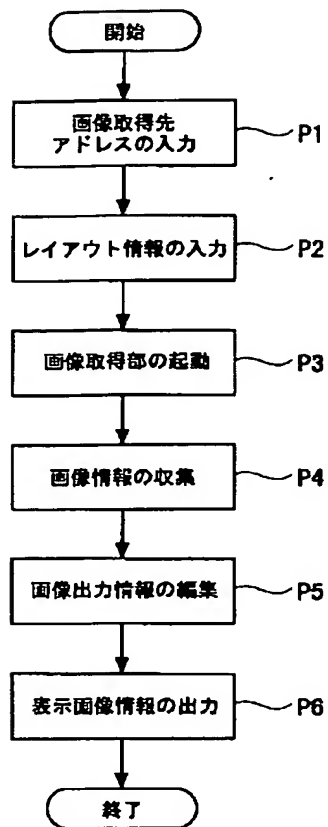 開始
画像取得先
アドレスの入力
P1
レイアウト情報の入力
P2
画像取得部の起動
P3
画像情報の収集
P4
画像出力情報の編集
P5
表示画像情報の出力
P6
終了